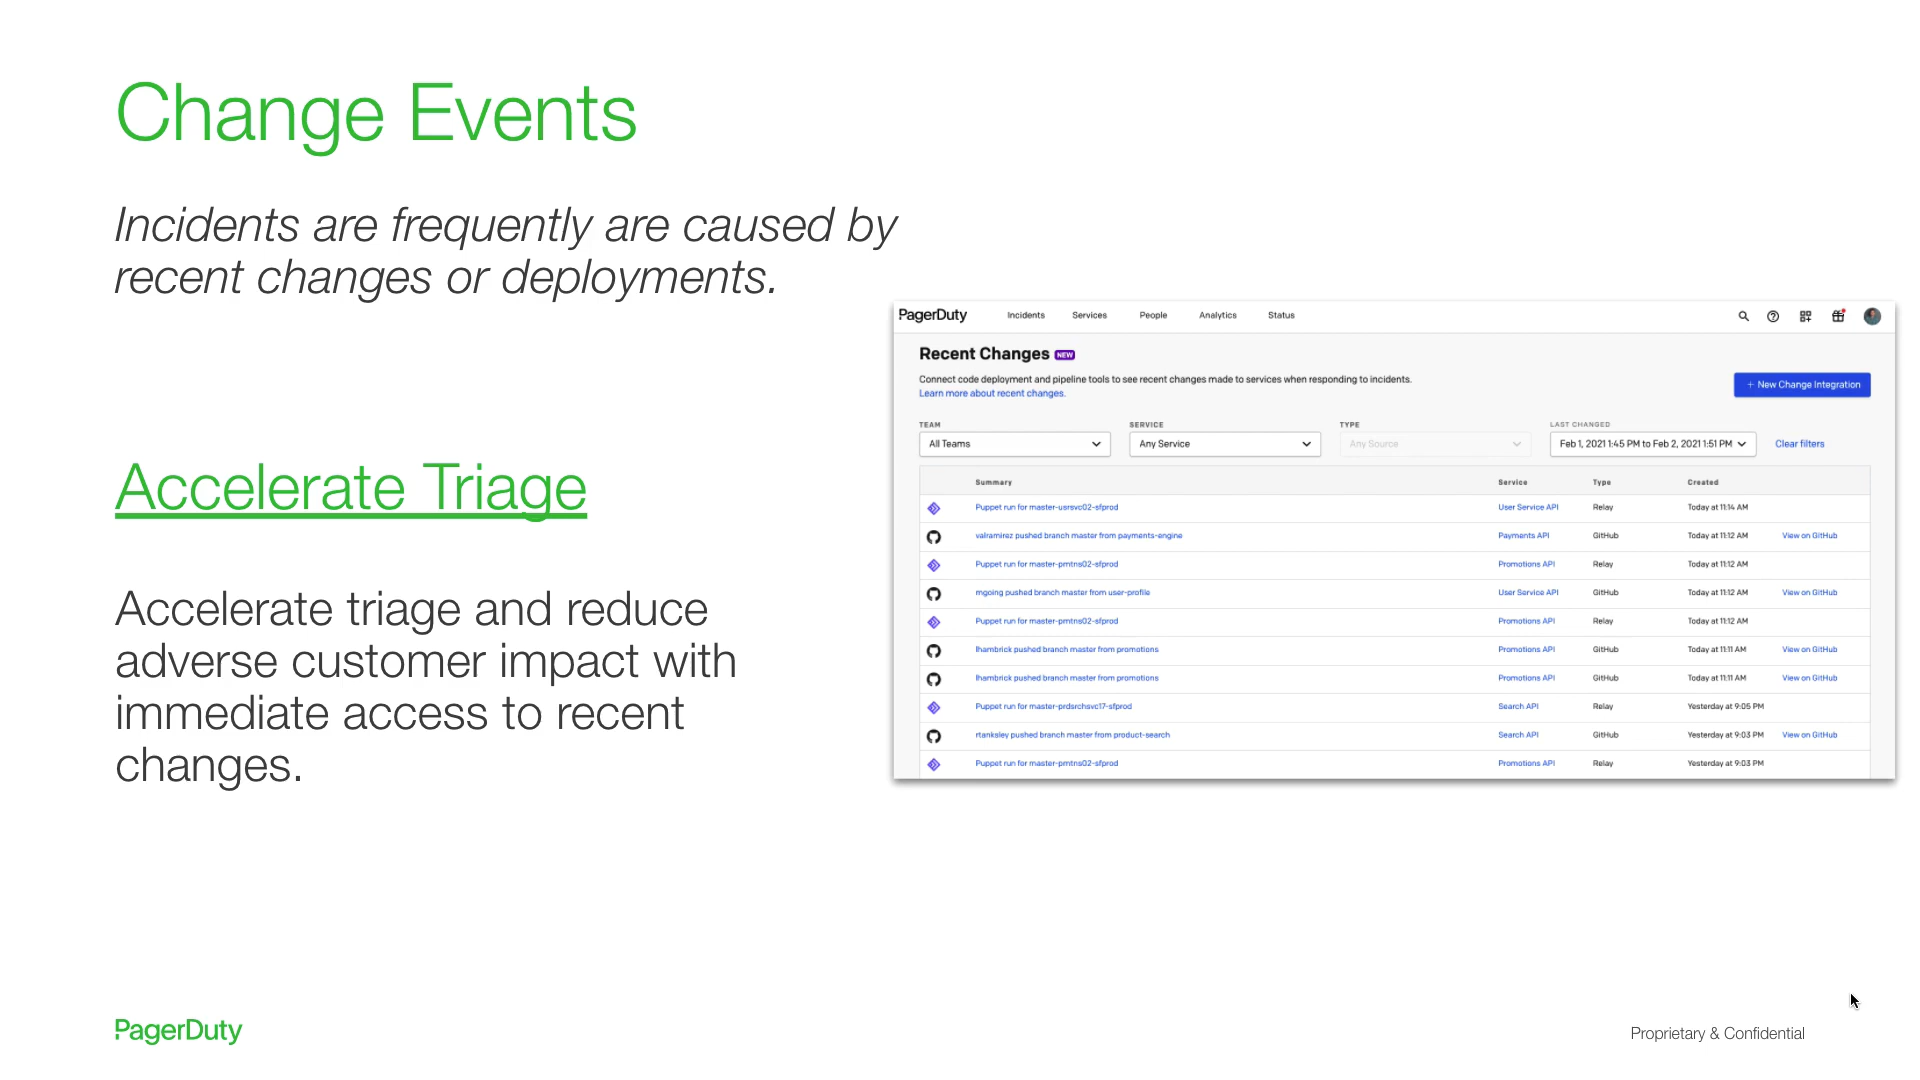 Change Events
Incidents are frequently are caused by
recent changes or deployments.
Accelerate Triage
Accelerate triage and reduce
adverse customer impact with
immediate access to recent
changes.
PagerDuty Incidents Services People Analytics Status
Recent Changes NEW
Connect code deployment and pipeline tools to see recent changes made to services when responding to incidents.
Learn more about recent changes.
+ New Change Integration
TEAM SERVICE TYPE LAST CHANGED
All Teams Any Service Any Source Feb 1, 2021 1:45 PM to Feb 2, 2021 1:51 PM Clear filters
Summary Service Type Created
Puppet run for master-usrsvc02-sfprod User Service API Relay Today at 11:14 AM
valramirez pushed branch master from payments-engine Payments API GitHub Today at 11:12 AM View on GitHub
Puppet run for master-pmtns02-sfprod Promotions API Relay Today at 11:12 AM
mgoing pushed branch master from user-profile User Service API GitHub Today at 11:12 AM View on GitHub
Puppet run for master-pmtns02-sfprod Promotions API Relay Today at 11:12 AM
lhambrick pushed branch master from promotions Promotions API GitHub Today at 11:11 AM View on GitHub
lhambrick pushed branch master from promotions Promotions API GitHub Today at 11:11 AM View on GitHub
Puppet run for master-prdsrchsvc17-sfprod Search API Relay Yesterday at 9:05 PM
rtanksley pushed branch master from product-search Search API GitHub Yesterday at 9:03 PM View on GitHub
Puppet run for master-pmtns02-sfprod Promotions API Relay Yesterday at 9:03 PM
PagerDuty
Proprietary & Confidential